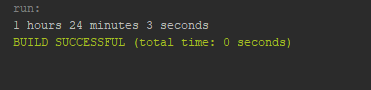 run:
1 hours 24 minutes 3 seconds
BUILD SUCCESSFUL (total time: 0 seconds)